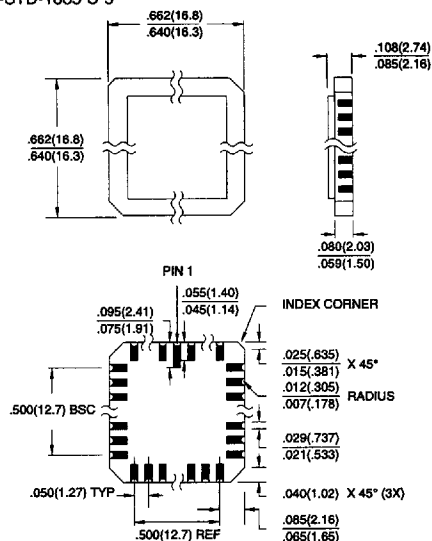 -STD-1835 C-5
.662(16.8)
.640(16.3)
.108(2.74)
.085(2.16)
.662(16.8)
.640(16.3)
.080(2.03)
.059(1.50)
PIN 1
.055(1.40)
.045(1.14)
INDEX CORNER
.095(2.41)
.075(1.91)
.025(.635)
.015(.381)
X 45°
.012(.305)
.007(.178)
RADIUS
.500(12.7) BSC
.029(.737)
.021(.533)
.050(1.27) TYP
.040(1.02) X 45° (3X)
.500(12.7) REF
.085(2.16)
.065(1.65)